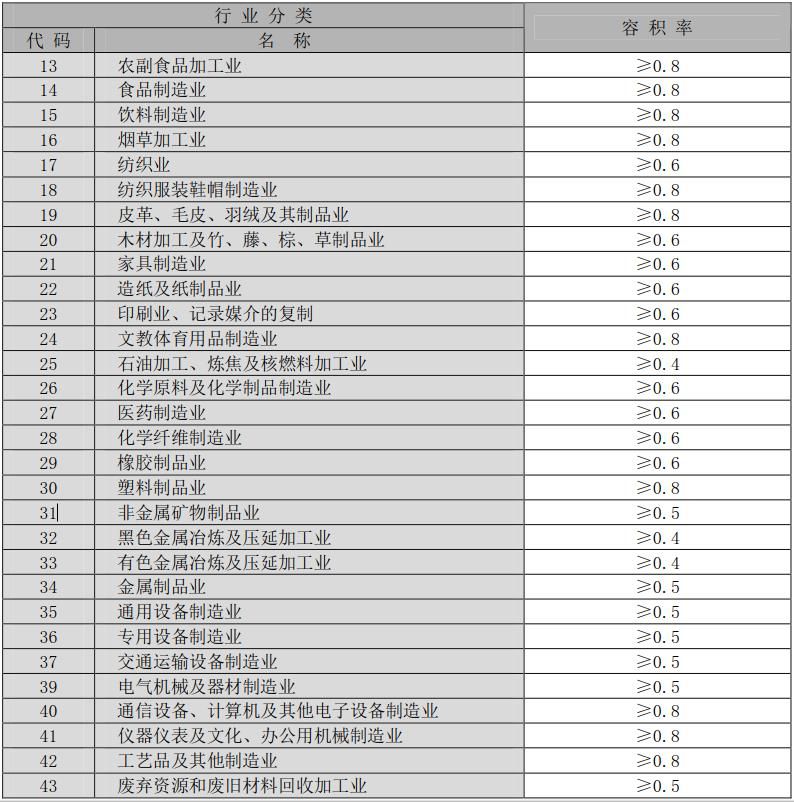 行业分类 容积率
代码 名称
13 农副食品加工业 ≥0.8
14 食品制造业 ≥0.8
15 饮料制造业 ≥0.8
16 烟草加工业 ≥0.8
17 纺织业 ≥0.6
18 纺织服装鞋帽制造业 ≥0.8
19 皮革、毛皮、羽绒及其制品业 ≥0.8
20 木材加工及竹、藤、棕、草制品业 ≥0.6
21 家具制造业 ≥0.6
22 造纸及纸制品业 ≥0.6
23 印刷业、记录媒介的复制 ≥0.6
24 文教体育用品制造业 ≥0.8
25 石油加工、炼焦及核燃料加工业 ≥0.4
26 化学原料及化学制品制造业 ≥0.6
27 医药制造业 ≥0.6
28 化学纤维制造业 ≥0.6
29 橡胶制品业 ≥0.6
30 塑料制品业 ≥0.8
31 非金属矿物制品业 ≥0.5
32 黑色金属冶炼及压延加工业 ≥0.4
33 有色金属冶炼及压延加工业 ≥0.4
34 金属制品业 ≥0.5
35 通用设备制造业 ≥0.5
36 专用设备制造业 ≥0.5
37 交通运输设备制造业 ≥0.5
39 电气机械及器材制造业 ≥0.5
40 通信设备、计算机及其他电子设备制造业 ≥0.8
41 仪器仪表及文化、办公用机械制造业 ≥0.8
42 工艺品及其他制造业 ≥0.8
43 废弃资源和废旧材料回收加工业 ≥0.5